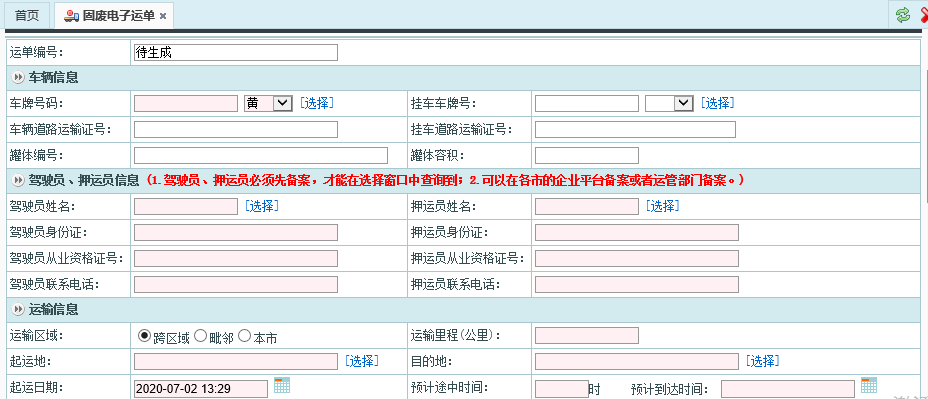 首页 固废电子运单
运单编号： 待生成
车辆信息
车牌号码： 黄 [选择] 挂车车牌号： [选择]
车辆道路运输证号： 挂车道路运输证号：
罐体编号： 罐体容积：
驾驶员、押运员信息 (1.驾驶员、押运员必须先备案，才能在选择窗口中查询到；2.可以在各市的企业平台备案或者运管部门备案。)
驾驶员姓名： [选择] 押运员姓名： [选择]
驾驶员身份证： 押运员身份证：
驾驶员从业资格证号： 押运员从业资格证号：
驾驶员联系电话： 押运员联系电话：
运输信息
运输区域： 跨区域 毗邻 本市 运输里程(公里)：
起运地： [选择] 目的地： [选择]
起运日期： 2020-07-02 13:29 预计途中时间： 时 预计到达时间：